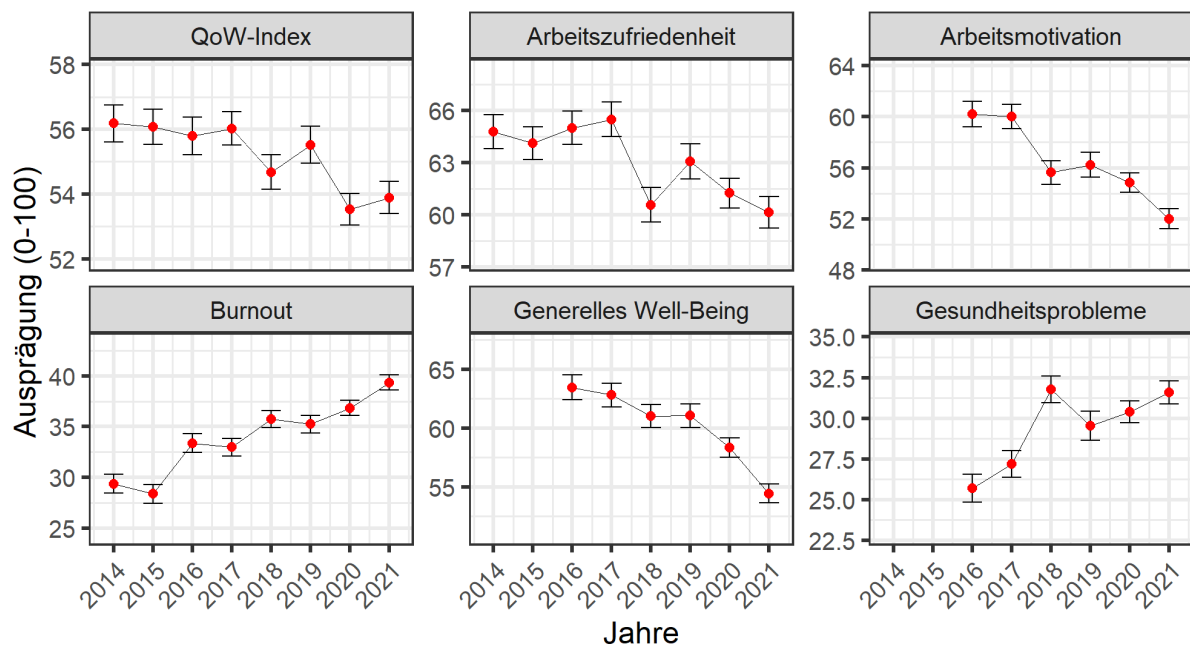 QoW-Index
Arbeitszufriedenheit
Arbeitsmotivation
58
56
54
52
66
63
60
57
64
60
56
52
48
Burnout
Generelles Well-Being
Gesundheitsprobleme
40
35
30
25
65
60
55
35.0
32.5
30.0
27.5
25.0
22.5
Ausprägung (0-100)
2014 2015 2016 2017 2018 2019 2020 2021
2014 2015 2016 2017 2018 2019 2020 2021
2014 2015 2016 2017 2018 2019 2020 2021
Jahre